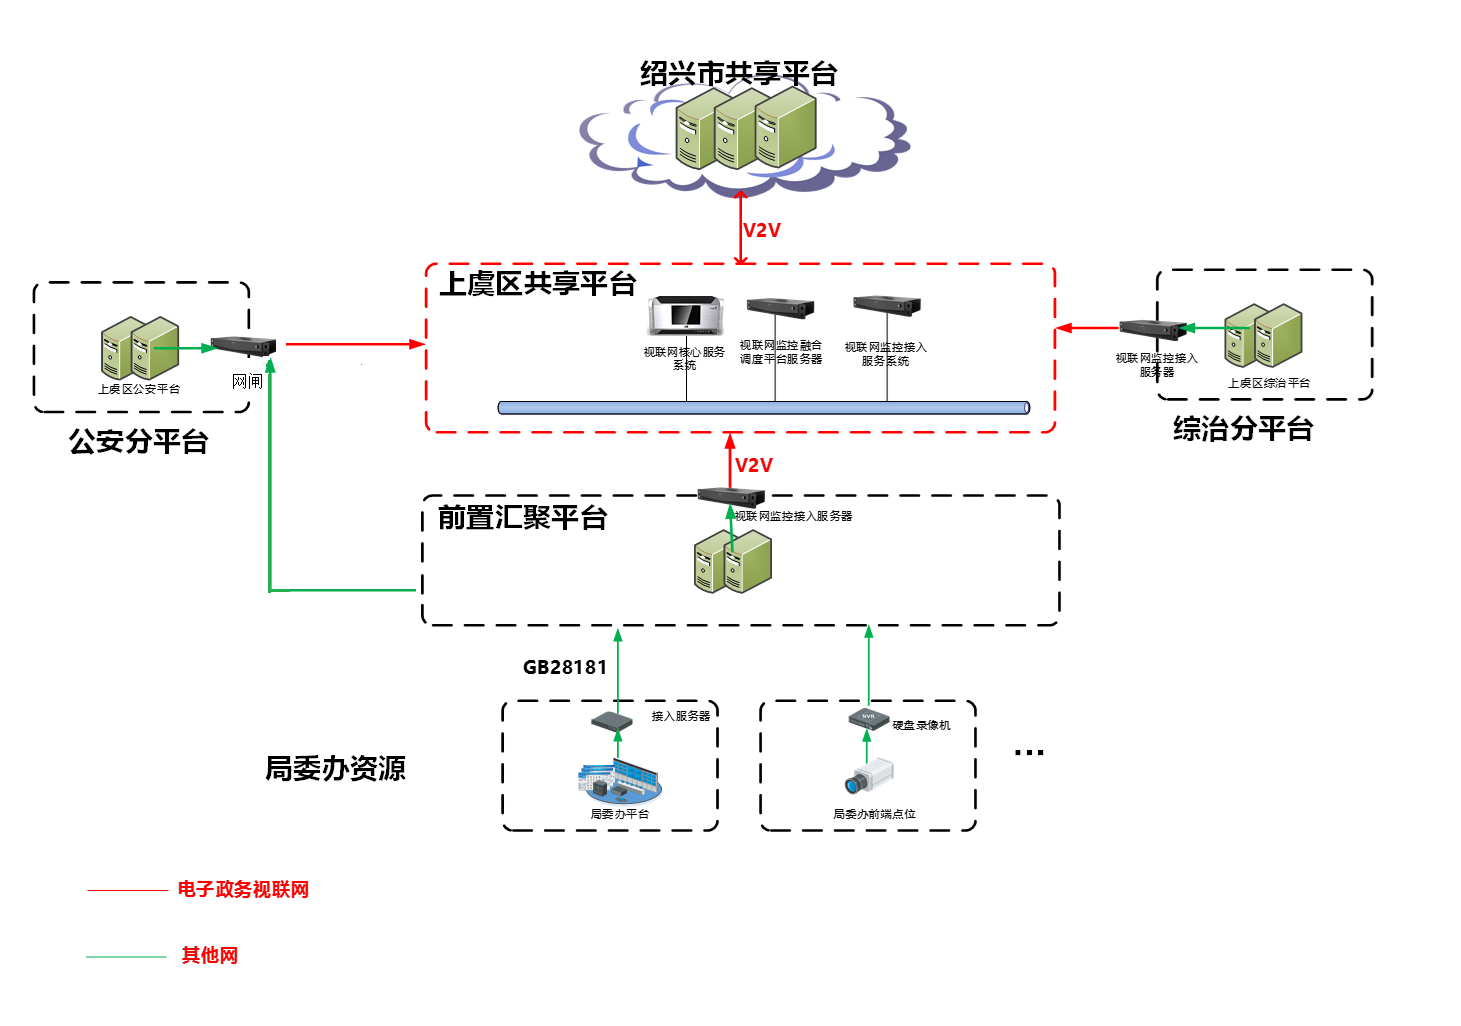 绍兴市共享平台
V2V
上虞区共享平台
视联网核心服务
系统
视联网监控融合
调度平台服务器
视联网监控接入
服务系统
上虞区公安平台
网闸
公安分平台
视联网监控接入
服务器
上虞区综治平台
综治分平台
V2V
前置汇聚平台
视联网监控接入服务器
GB28181
接入服务器
局委办平台
NVR
硬盘录像机
局委办前端点位
...
局委办资源
电子政务视联网
其他网